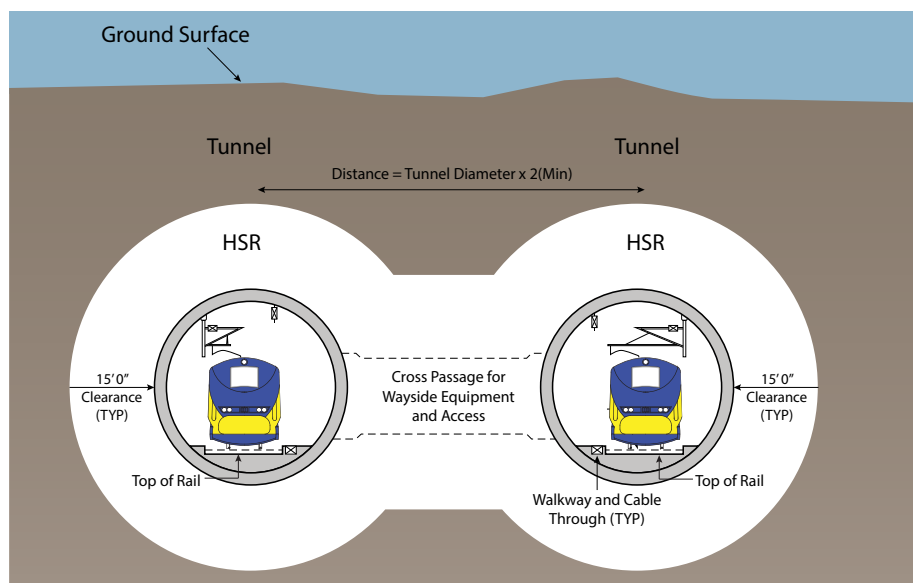 Ground Surface
Tunnel
Tunnel
Distance = Tunnel Diameter x 2(Min)
HSR
HSR
15’ 0”
Clearance
(TYP)
Cross Passage for
Wayside Equipment
and Access
15’ 0”
Clearance
(TYP)
Top of Rail
Walkway and Cable
Through (TYP)
Top of Rail